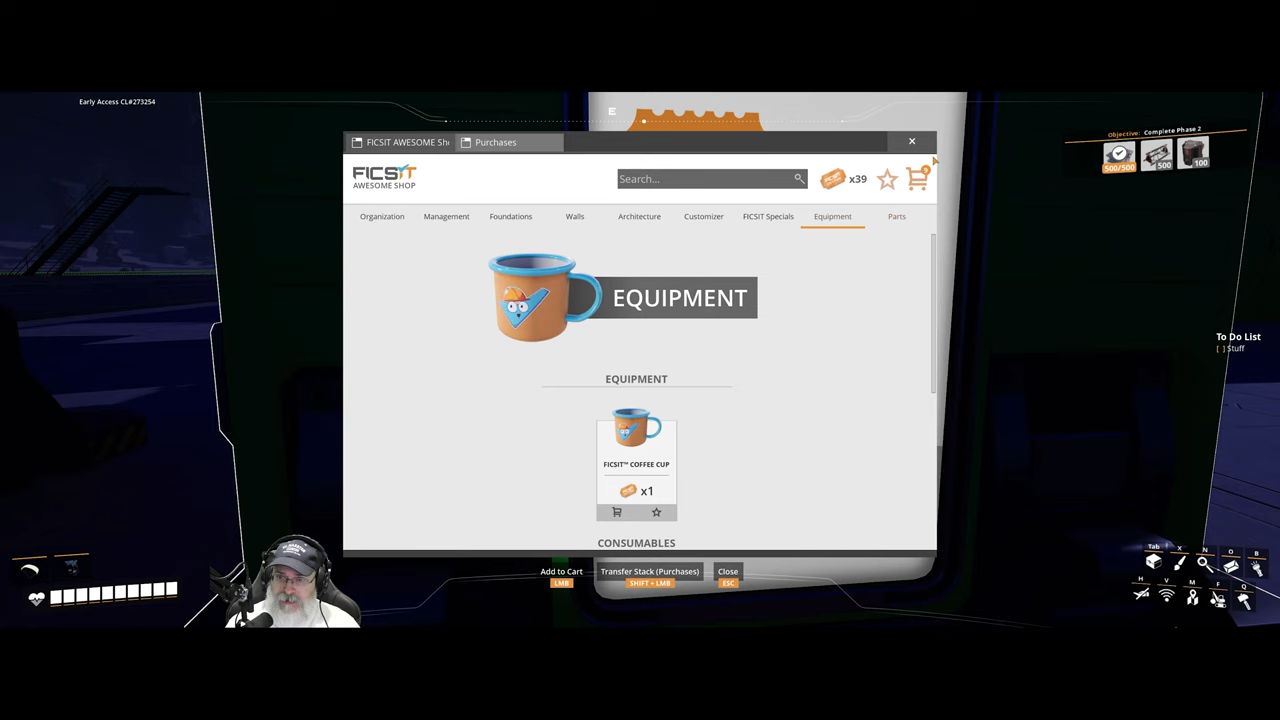 Early Access CL#273254
E
FICSIT AWESOME Sh
Purchases
FICSIT
AWESOME SHOP
Search...
x39
Organization
Management
Foundations
Walls
Architecture
Customizer
FICSIT Specials
Equipment
Parts
EQUIPMENT
EQUIPMENT
FICSIT™ COFFEE CUP
x1
CONSUMABLES
Add to Cart
LMB
Transfer Stack (Purchases)
SHIFT + LMB
Close
ESC
Objective: Complete Phase 2
500/500
500
100
To Do List
[ ] Stuff
Tab X N O B
H V M F Q